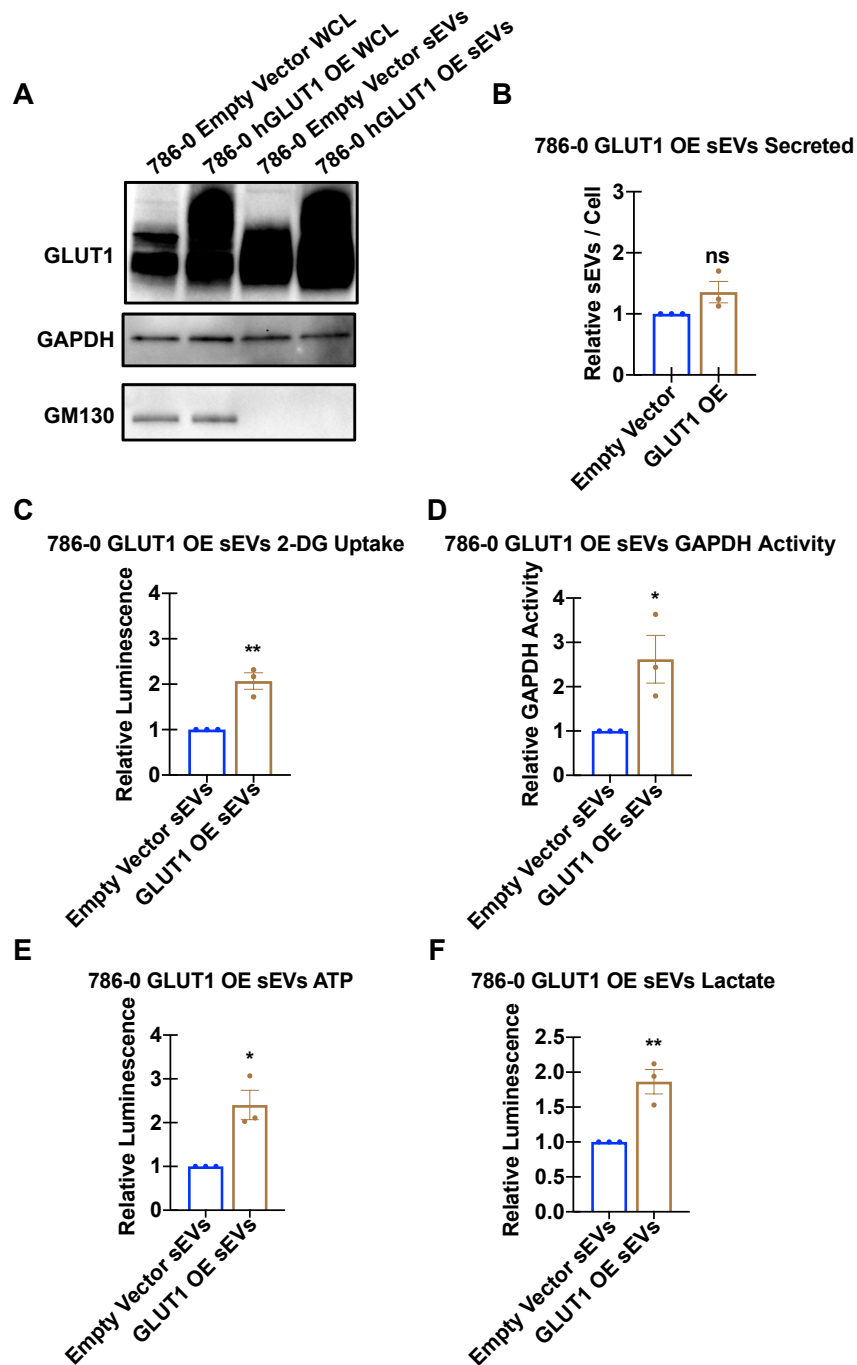 A
786-0 Empty Vector WCL
786-0 hGLUT1 OE WCL
786-0 Empty Vector sEVs
786-0 hGLUT1 OE sEVs
GLUT1
GAPDH
GM130
B
786-0 GLUT1 OE sEVs Secreted
Relative sEVs / Cell
3
2
1
0
ns
Empty Vector
GLUT1 OE
C
786-0 GLUT1 OE sEVs 2-DG Uptake
Relative Luminescence
4
3
2
1
0
**
Empty Vector sEVs
GLUT1 OE sEVs
D
786-0 GLUT1 OE sEVs GAPDH Activity
Relative GAPDH Activity
4
3
2
1
0
*
Empty Vector sEVs
GLUT1 OE sEVs
E
786-0 GLUT1 OE sEVs ATP
Relative Luminescence
4
3
2
1
0
*
Empty Vector sEVs
GLUT1 OE sEVs
F
786-0 GLUT1 OE sEVs Lactate
Relative Luminescence
2.5
2.0
1.5
1.0
0.5
0.0
**
Empty Vector sEVs
GLUT1 OE sEVs